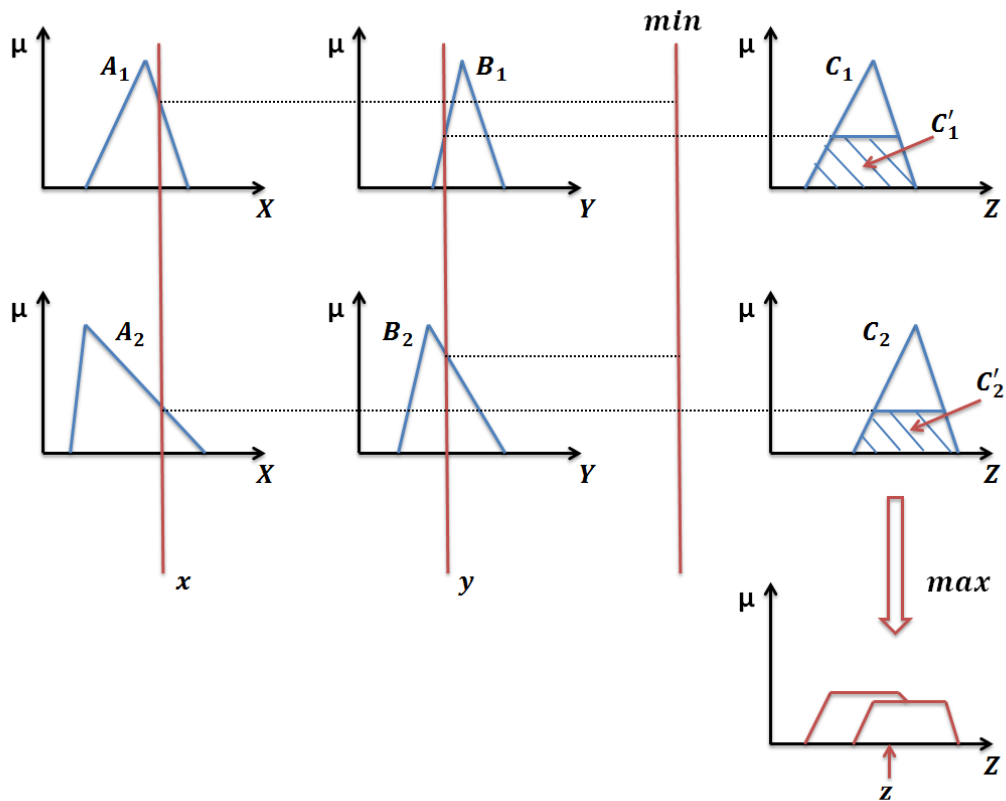 min
μ A₁ X
μ B₁ Y
μ C₁ C′₁ Z
μ A₂ X
μ B₂ Y
μ C₂ C′₂ Z
x
y
max
μ Z
z